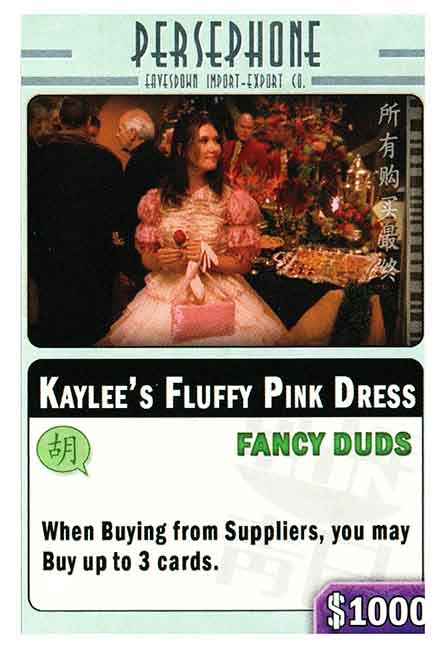 PERSEPHONE
EAVESDOWN IMPORT-EXPORT CO.
所有购买最终
KAYLEE'S FLUFFY PINK DRESS
胡
FANCY DUDS
When Buying from Suppliers, you may
Buy up to 3 cards.
$1000